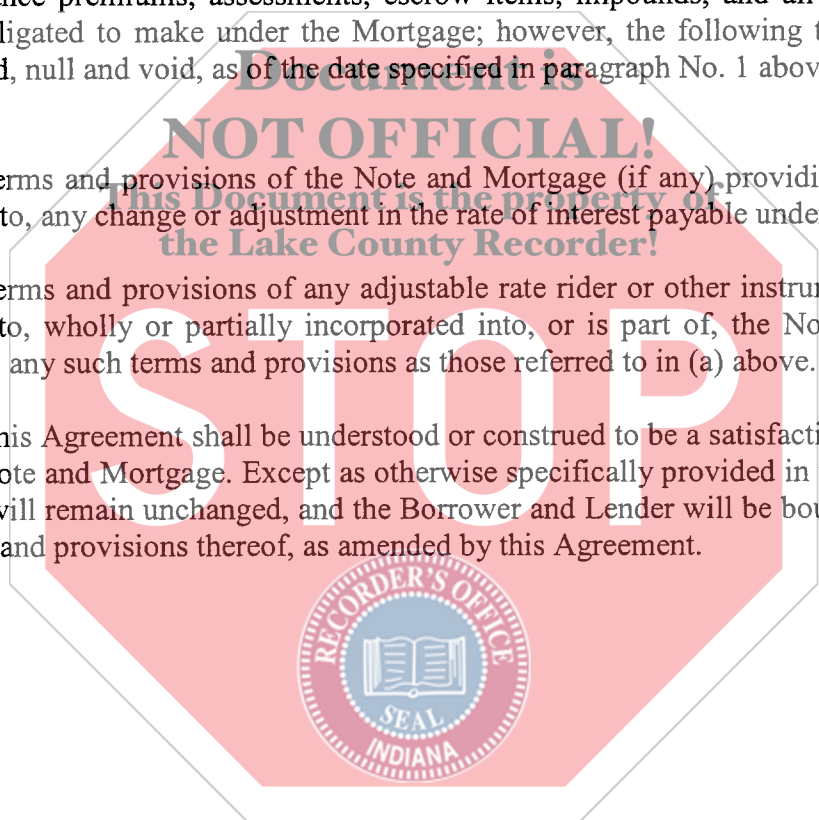 premiums, assessments, escrow items, impounds, and
ligated to make under the Mortgage; however, the following
d, null and void, as of the date specified in paragraph No. 1 abov
Document is
NOT OFFICIAL!
erms and provisions of the Note and Mortgage (if any) providi
This Document is the property of
to, any change or adjustment in the rate of interest payable unde
the Lake County Recorder!
erms and provisions of any adjustable rate rider or other instru
to, wholly or partially incorporated into, or is part of, the No
any such terms and provisions as those referred to in (a) above.
STOP
his Agreement shall be understood or construed to be a satisfacti
ote and Mortgage. Except as otherwise specifically provided in
will remain unchanged, and the Borrower and Lender will be bou
and provisions thereof, as amended by this Agreement.
RECORDER'S OFFICE
SEAL
INDIANA